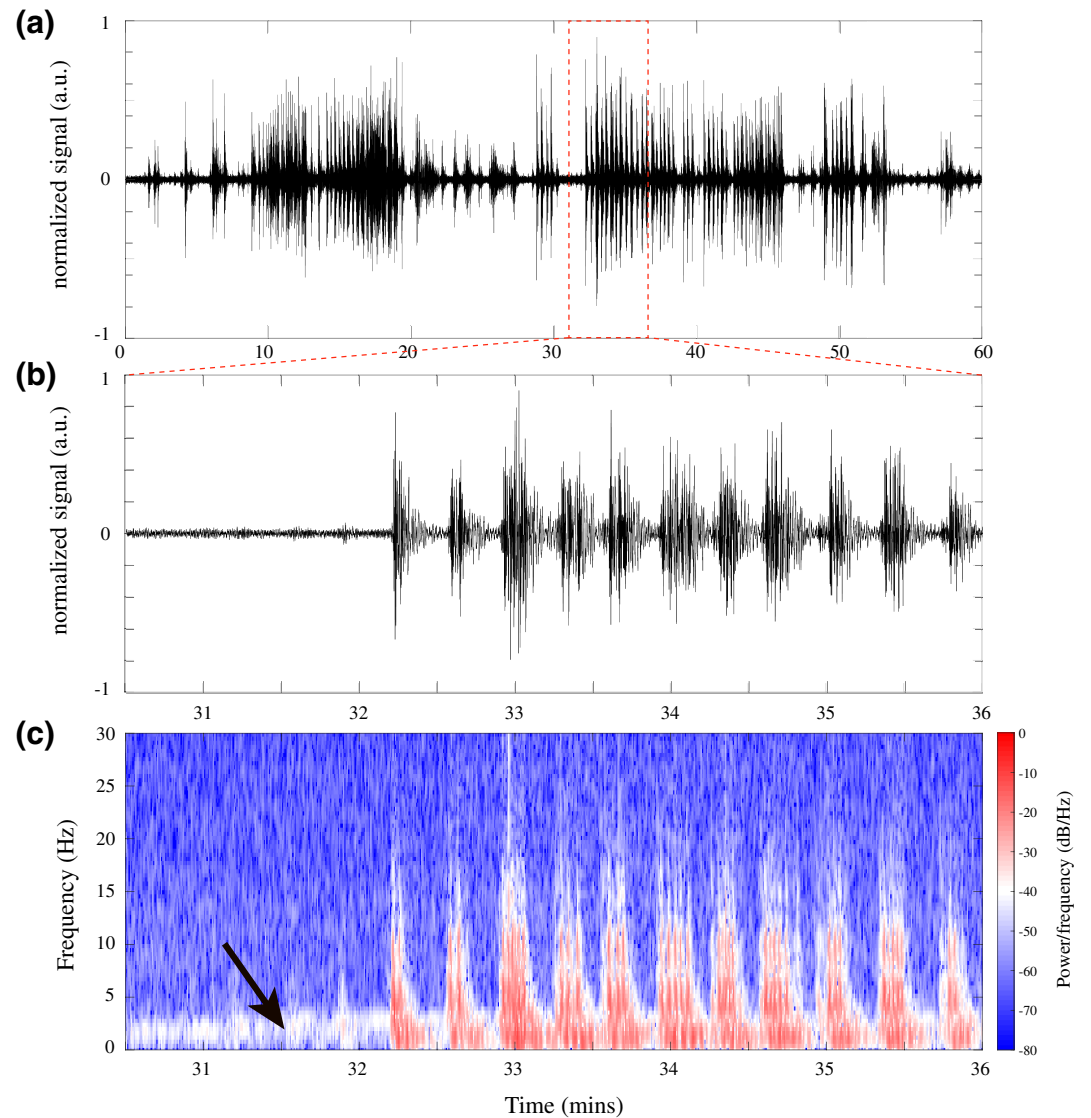 (a)
normalized signal (a.u.)
1
0
-1
0 10 20 30 40 50 60
(b)
normalized signal (a.u.)
1
0
-1
31 32 33 34 35 36
(c)
Frequency (Hz)
30
25
20
15
10
5
0
31 32 33 34 35 36
Time (mins)
0
-10
-20
-30
-40
-50
-60
-70
-80
Power/frequency (dB/Hz)